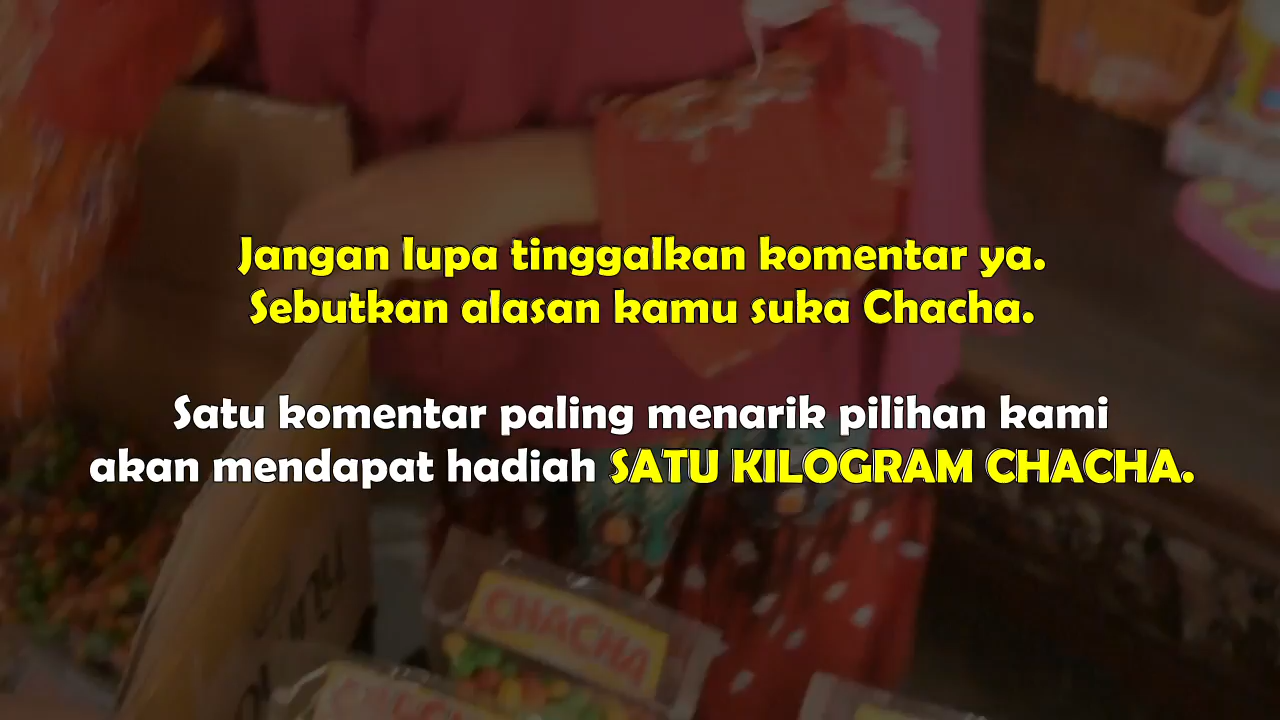 Jangan lupa tinggalkan komentar ya.
Sebutkan alasan kamu suka Chacha.
Satu komentar paling menarik pilihan kami
akan mendapat hadiah SATU KILOGRAM CHACHA.
CHACHA